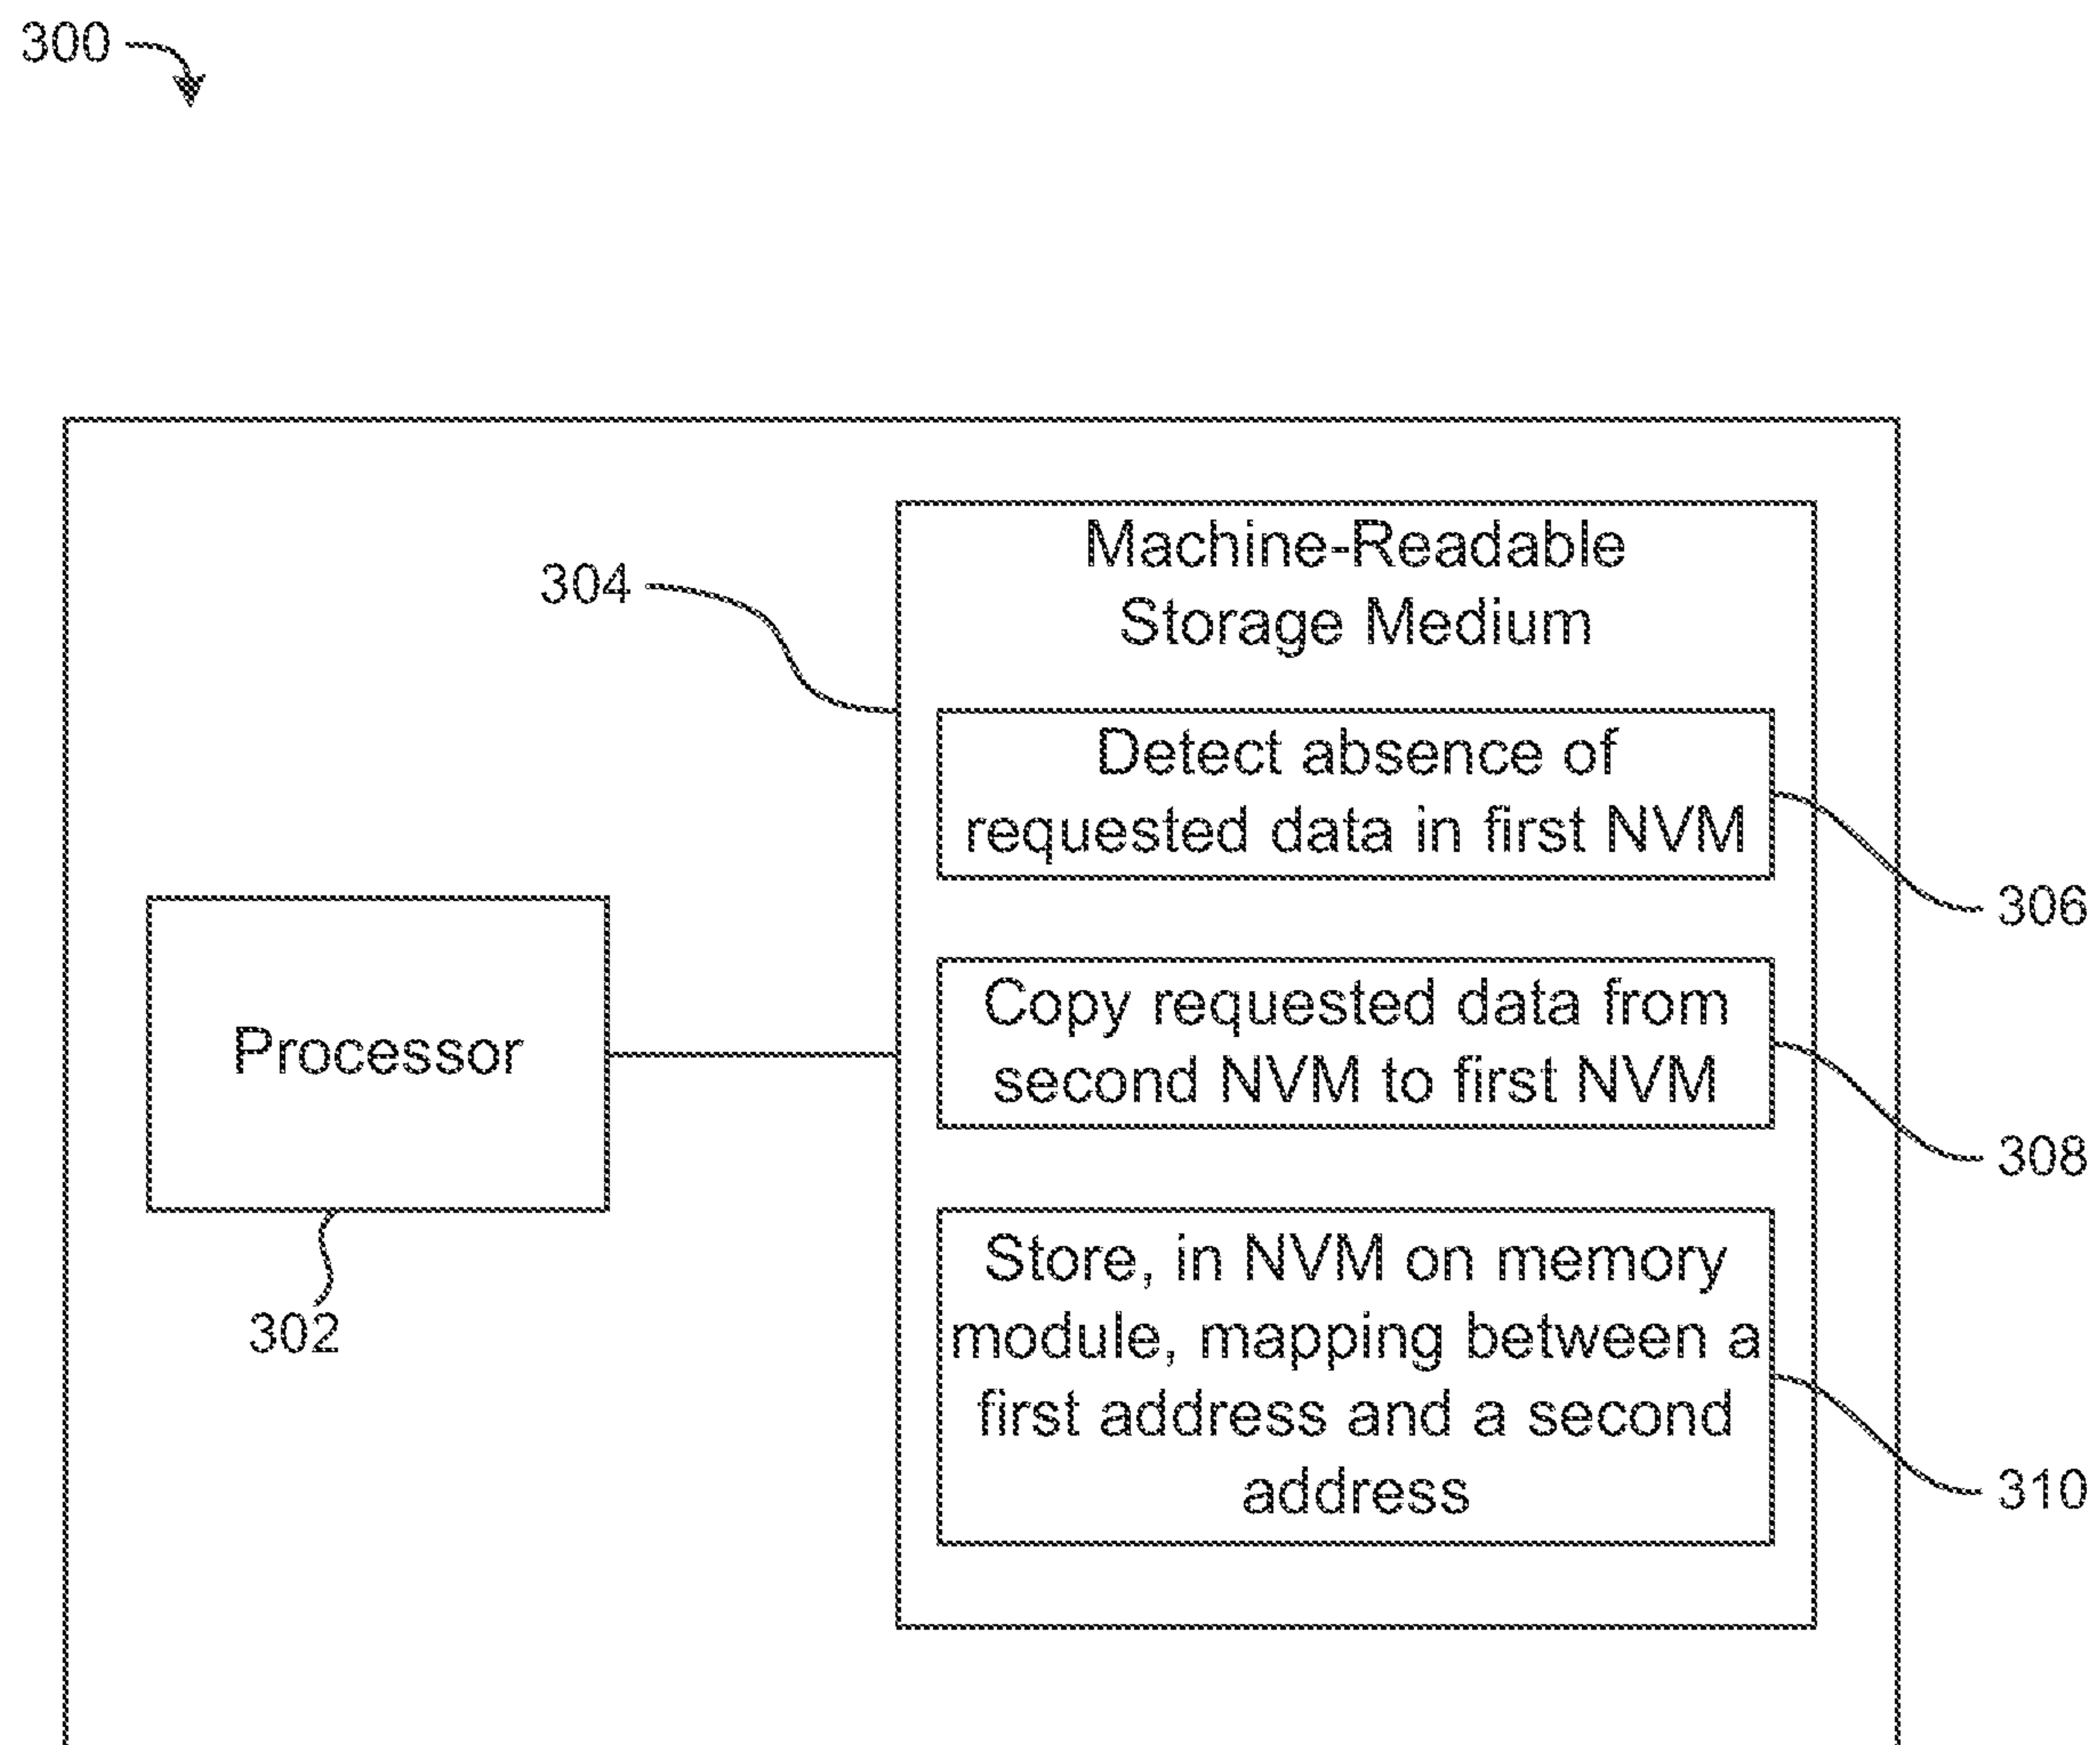 300
Machine-Readable
Storage Medium
304
Detect absence of
requested data in first NVM
306
Copy requested data from
second NVM to first NVM
308
Processor
302
Store, in NVM on memory
module, mapping between a
first address and a second
address
310